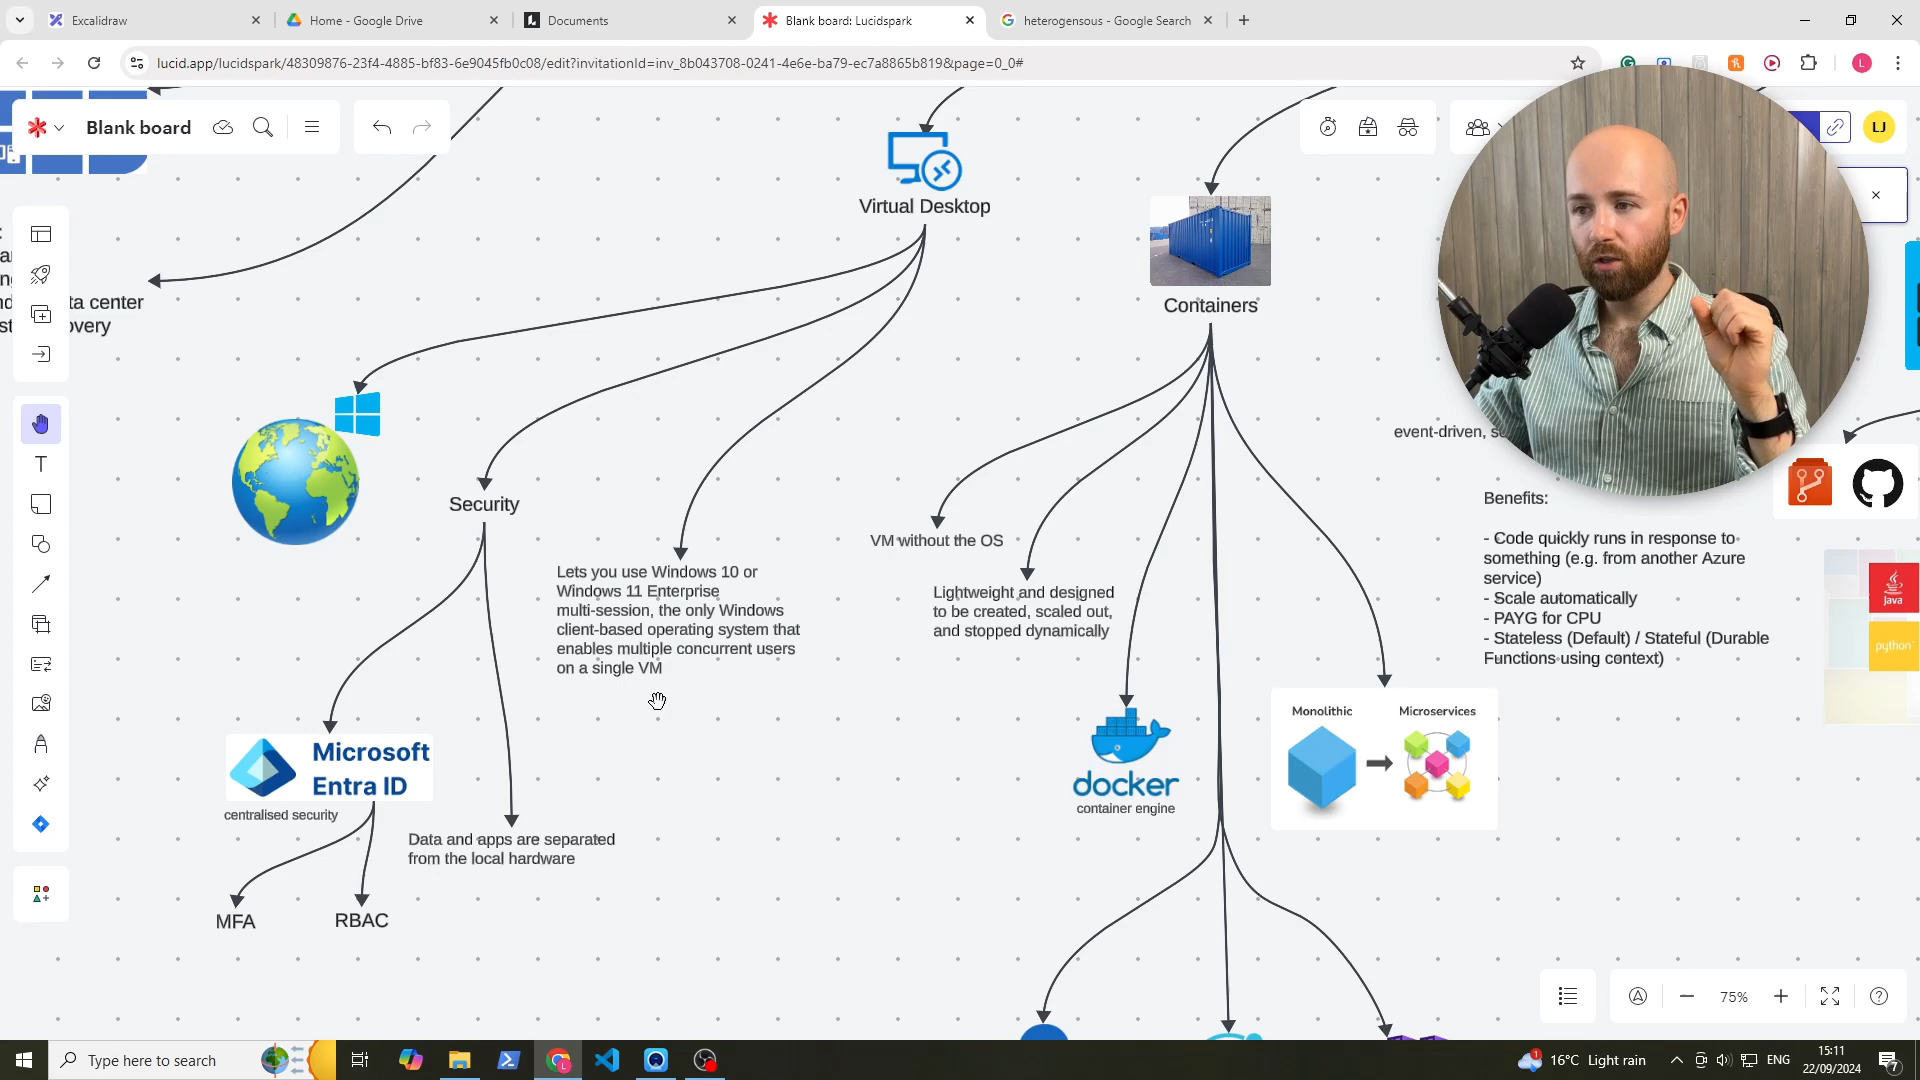 Excalidraw
Home - Google Drive
Documents
Blank board: Lucidspark
heterogensous - Google Search
lucid.app/lucidspark/48309876-23f4-4885-bf83-6e9045fb0c08/edit?invitationId=inv_8b043708-0241-4e6e-ba79-ec7a8865b819&page=0_0#
L
Blank board
LJ
Virtual Desktop
Containers
ta center
overy
event-driven,
Security
VM without the OS
Lets you use Windows 10 or
Windows 11 Enterprise
multi-session, the only Windows
client-based operating system that
enables multiple concurrent users
on a single VM
Lightweight and designed
to be created, scaled out,
and stopped dynamically
Benefits:
- Code quickly runs in response to
something (e.g. from another Azure
service)
- Scale automatically
- PAYG for CPU
- Stateless (Default) / Stateful (Durable
Functions using context)
Java
python
Monolithic
Microservices
Microsoft
Entra ID
centralised security
docker
container engine
Data and apps are separated
from the local hardware
MFA
RBAC
75%
Type here to search
1
16°C Light rain
ENG
15:11
22/09/2024
7